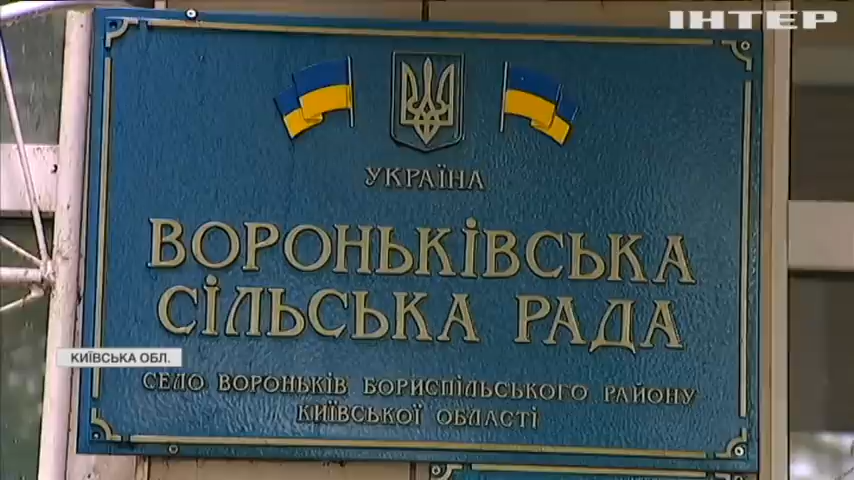 ІНТЕР
УКРАЇНА
ВОРОНЬКІВСЬКА
СІЛЬСЬКА РАДА
КИЇВСЬКА ОБЛ.
СЕЛО ВОРОНЬКІВ БОРИСПІЛЬСЬКОГО РАЙОНУ
КИЇВСЬКОЇ ОБЛАСТІ